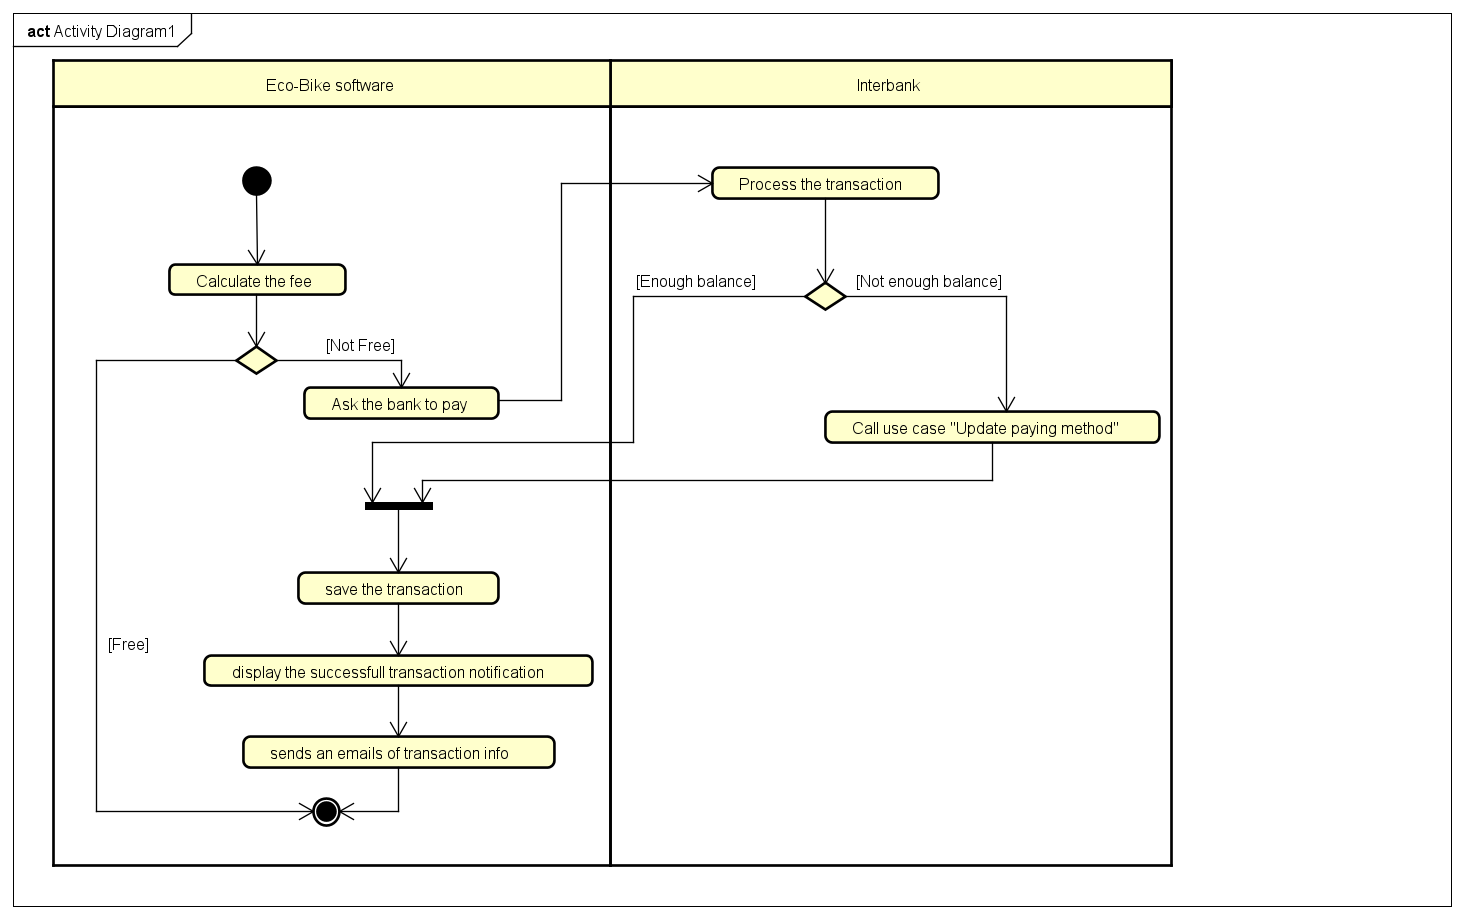 act Activity Diagram1
Eco-Bike software
Interbank
Process the transaction
Calculate the fee
[Enough balance]
[Not enough balance]
[Not Free]
Ask the bank to pay
Call use case "Update paying method"
save the transaction
[Free]
display the successfull transaction notification
sends an emails of transaction info